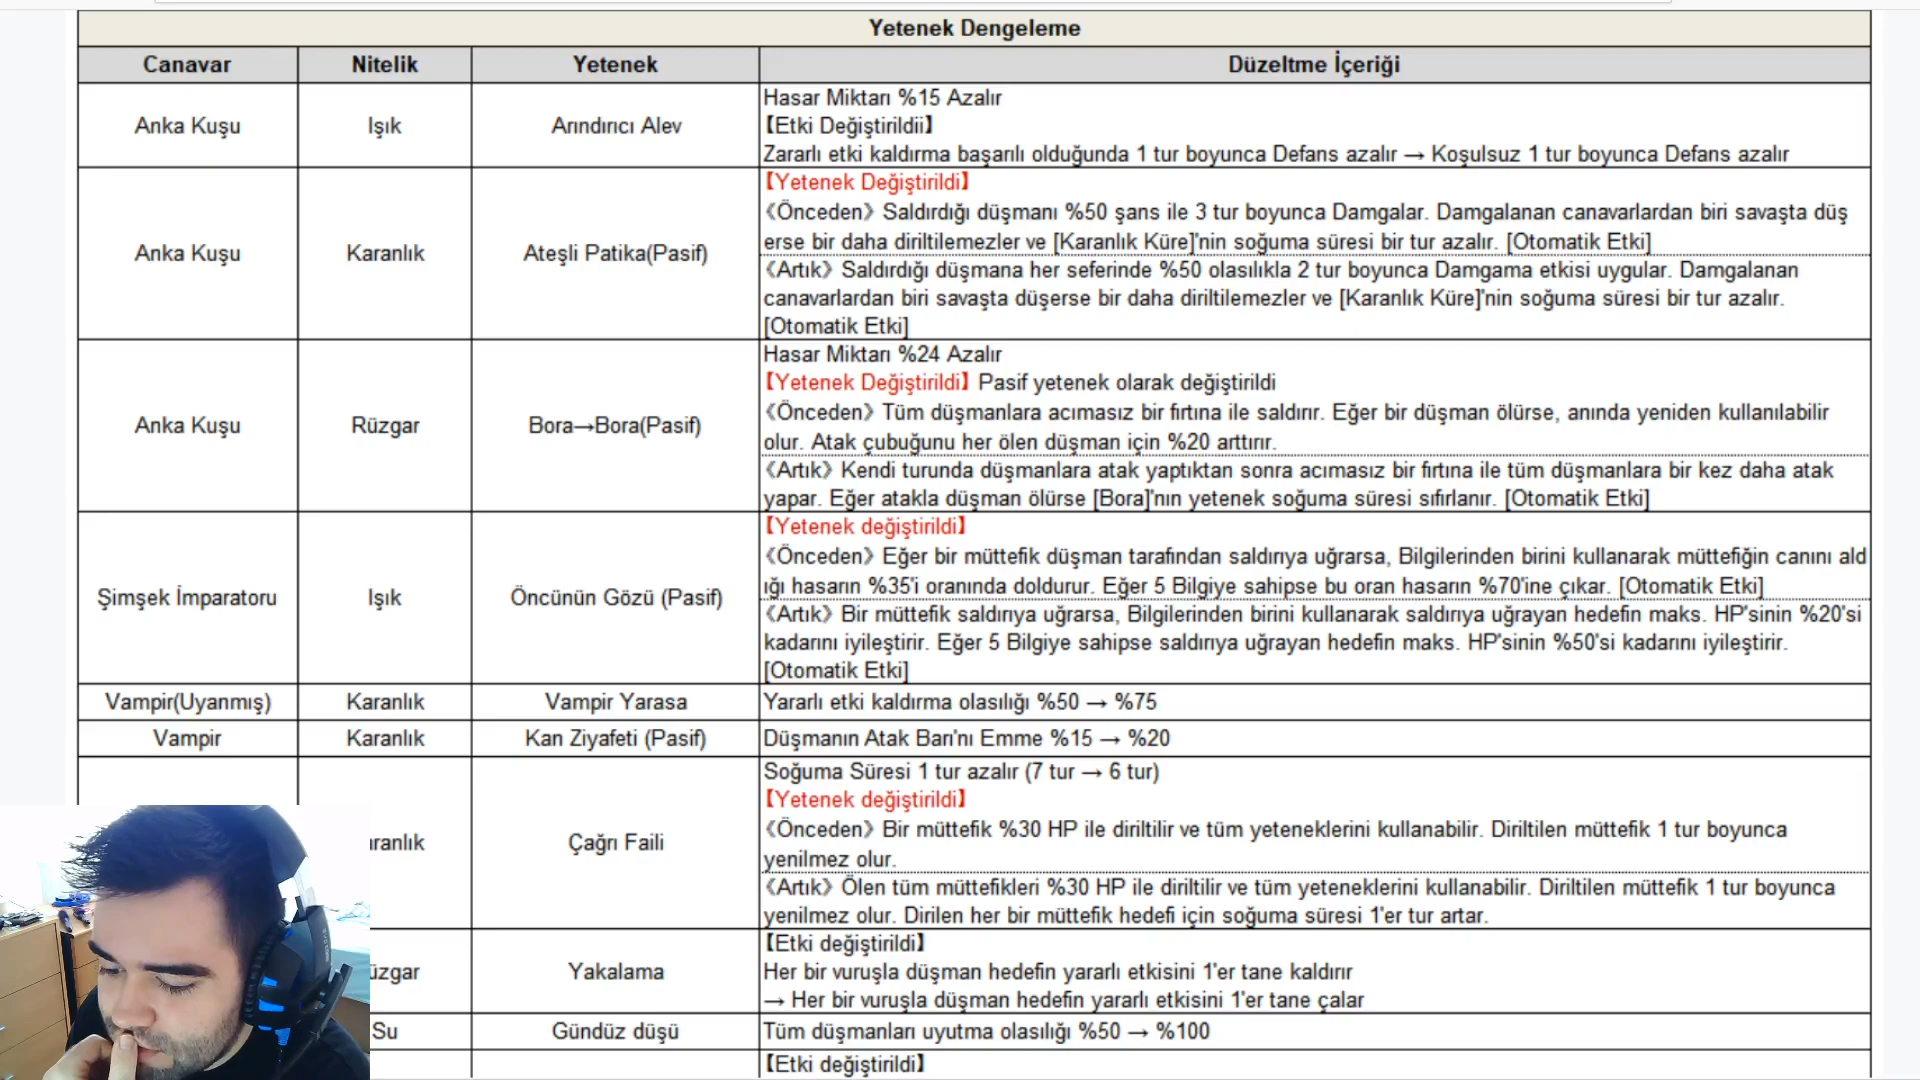 Yetenek Dengeleme
Canavar
Nitelik
Yetenek
Düzeltme İçeriği
Anka Kuşu
Işık
Arındırıcı Alev
Hasar Miktarı %15 Azalır
【Etki Değiştirildii】
Zararlı etki kaldırma başarılı olduğunda 1 tur boyunca Defans azalır → Koşulsuz 1 tur boyunca Defans azalır
Anka Kuşu
Karanlık
Ateşli Patika(Pasif)
【Yetenek Değiştirildi】
《Önceden》 Saldırdığı düşmanı %50 şans ile 3 tur boyunca Damgalar. Damgalanan canavarlardan biri savaşta düş
erse bir daha diriltilemezler ve [Karanlık Küre]'nin soğuma süresi bir tur azalır. [Otomatik Etki]
《Artık》 Saldırdığı düşmana her seferinde %50 olasılıkla 2 tur boyunca Damgama etkisi uygular. Damgalanan
canavarlardan biri savaşta düşerse bir daha diriltilemezler ve [Karanlık Küre]'nin soğuma süresi bir tur azalır.
[Otomatik Etki]
Anka Kuşu
Rüzgar
Bora→Bora(Pasif)
Hasar Miktarı %24 Azalır
【Yetenek Değiştirildi】 Pasif yetenek olarak değiştirildi
《Önceden》 Tüm düşmanlara acımasız bir fırtına ile saldırır. Eğer bir düşman ölürse, anında yeniden kullanılabilir
olur. Atak çubuğunu her ölen düşman için %20 arttırır.
《Artık》 Kendi turunda düşmanlara atak yaptıktan sonra acımasız bir fırtına ile tüm düşmanlara bir kez daha atak
yapar. Eğer atakla düşman ölürse [Bora]'nın yetenek soğuma süresi sıfırlanır. [Otomatik Etki]
Şimşek İmparatoru
Işık
Öncünün Gözü (Pasif)
【Yetenek değiştirildi】
《Önceden》 Eğer bir müttefik düşman tarafından saldırıya uğrarsa, Bilgilerinden birini kullanarak müttefiğin canını ald
ığı hasarın %35'i oranında doldurur. Eğer 5 Bilgiye sahipse bu oran hasarın %70'ine çıkar. [Otomatik Etki]
《Artık》 Bir müttefik saldırıya uğrarsa, Bilgilerinden birini kullanarak saldırıya uğrayan hedefin maks. HP'sinin %20'si
kadarını iyileştirir. Eğer 5 Bilgiye sahipse saldırıya uğrayan hedefin maks. HP'sinin %50'si kadarını iyileştirir.
[Otomatik Etki]
Vampir(Uyanmış)
Karanlık
Vampir Yarasa
Yararlı etki kaldırma olasılığı %50 → %75
Vampir
Karanlık
Kan Ziyafeti (Pasif)
Düşmanın Atak Barı'nı Emme %15 → %20
ranlık
Çağrı Faili
Soğuma Süresi 1 tur azalır (7 tur → 6 tur)
【Yetenek değiştirildi】
《Önceden》 Bir müttefik %30 HP ile diriltilir ve tüm yeteneklerini kullanabilir. Diriltilen müttefik 1 tur boyunca
yenilmez olur.
《Artık》 Ölen tüm müttefikleri %30 HP ile diriltilir ve tüm yeteneklerini kullanabilir. Diriltilen müttefik 1 tur boyunca
yenilmez olur. Dirilen her bir müttefik hedefi için soğuma süresi 1'er tur artar.
üzgar
Yakalama
【Etki değiştirildi】
Her bir vuruşla düşman hedefin yararlı etkisini 1'er tane kaldırır
→ Her bir vuruşla düşman hedefin yararlı etkisini 1'er tane çalar
Su
Gündüz düşü
Tüm düşmanları uyutma olasılığı %50 → %100
【Etki değiştirildi】